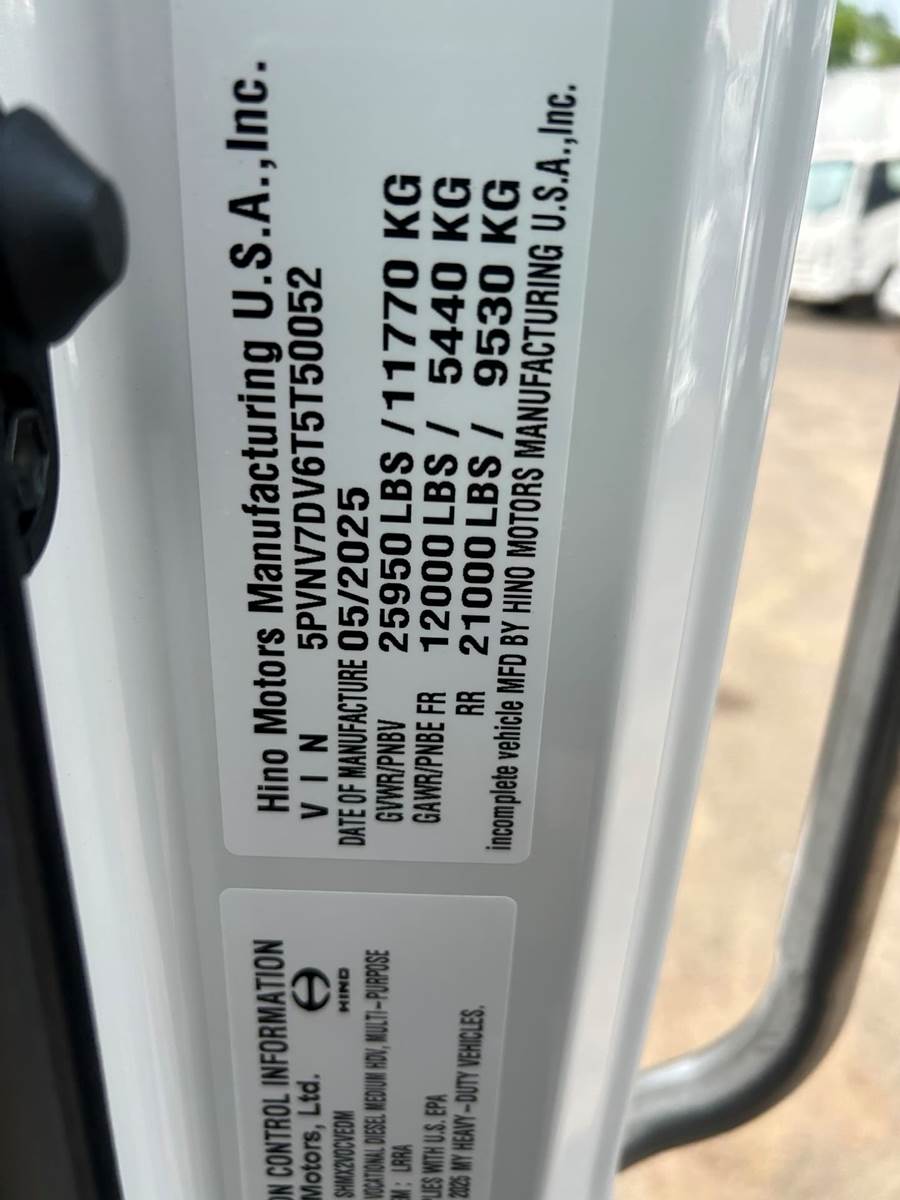 Hino Motors Manufacturing U.S.A.,Inc.
V I N 5PVNV7DV6T5T50052
DATE OF MANUFACTURE 05/2025
GVWR/PNBV 25950 LBS / 11770 KG
GAWR/PNBE FR 12000 LBS / 5440 KG
RR 21000 LBS / 9530 KG
incomplete vehicle MFD BY HINO MOTORS MANUFACTURING U.S.A.,Inc.
ON CONTROL INFORMATION
Motors, Ltd. HINO
SHMX2VOCVEDM
VOCATIONAL DIESEL MEDIUM HDV, MULTI-PURPOSE
M : LRRA
LIES WITH U.S. EPA
2025 MY HEAVY-DUTY VEHICLES.